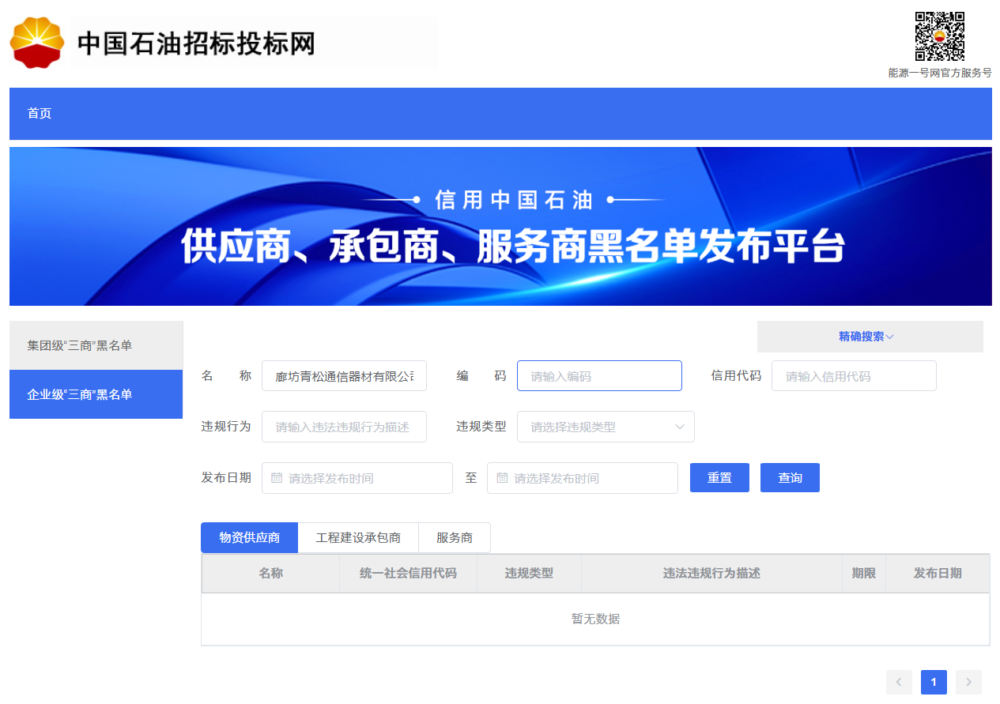 中国石油招标投标网
能源一号网官方服务号
首页
信用中国石油
供应商、承包商、服务商黑名单发布平台
集团级“三商”黑名单
企业级“三商”黑名单
精确搜索
名 称 廊坊青松通信器材有限公 编 码 请输入编码 信用代码 请输入信用代码
违规行为 请输入违法违规行为描述 违规类型 请选择违规类型
发布日期 请选择发布时间 至 请选择发布时间 重置 查询
物资供应商 工程建设承包商 服务商
名称 统一社会信用代码 违规类型 违法违规行为描述 期限 发布日期
暂无数据
1